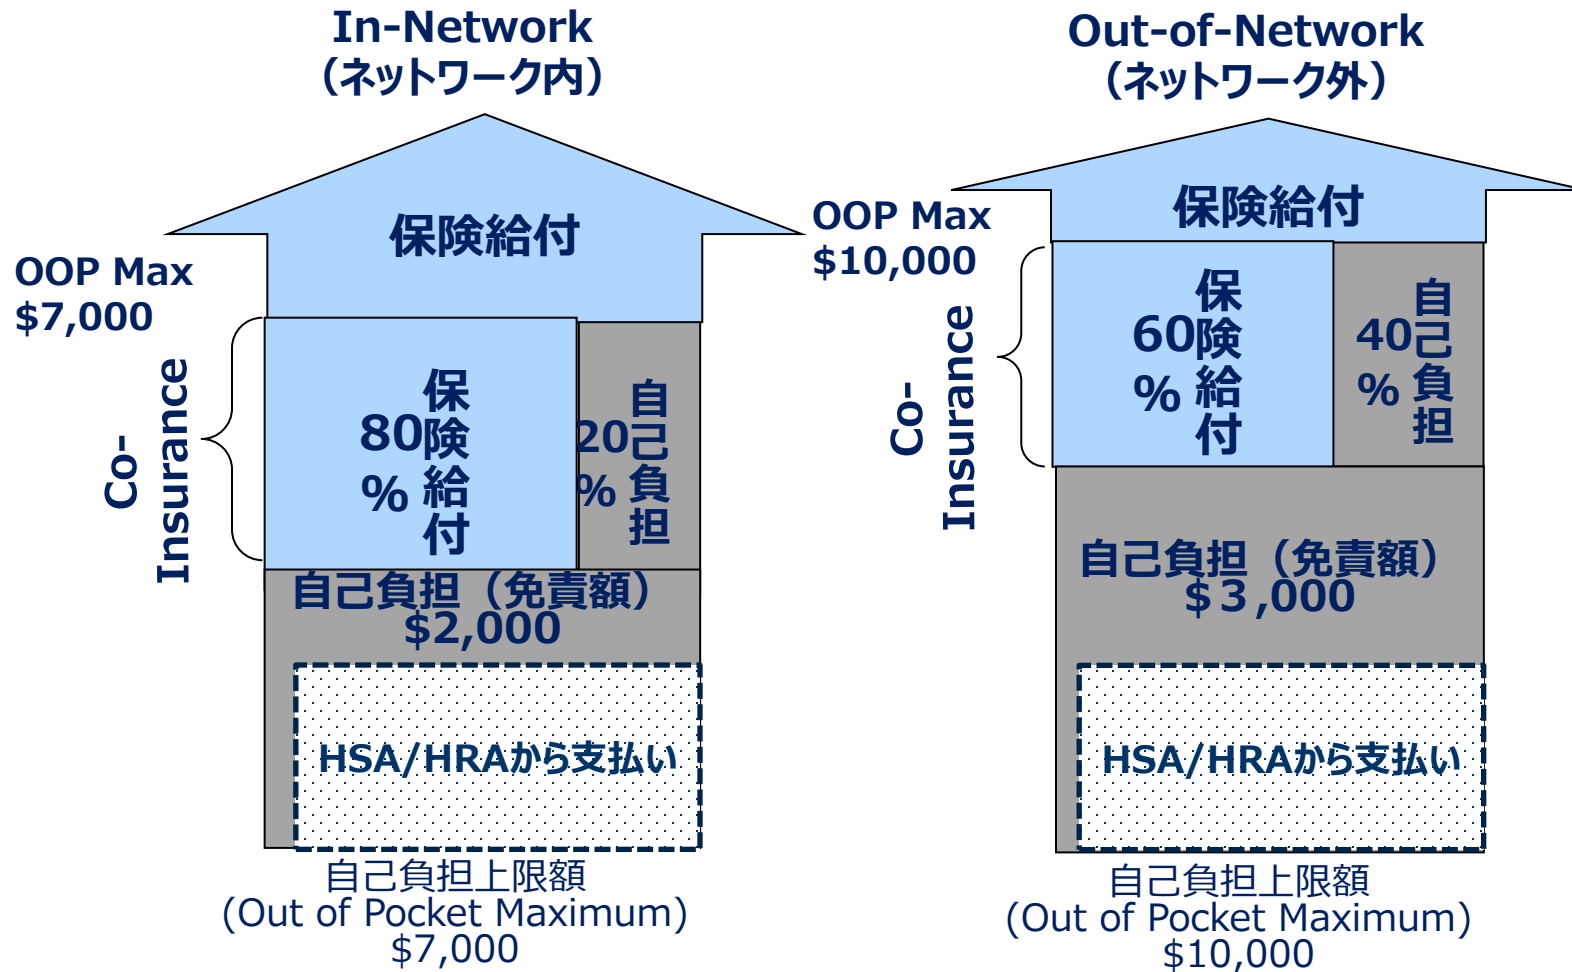 In-Network
（ネットワーク内）
保険給付
OOP Max
$7,000
Co-
Insurance
80
%
保険給付
20
%
自己負担
自己負担（免責額）
$2,000
HSA/HRAから支払い
自己負担上限額
(Out of Pocket Maximum)
$7,000
Out-of-Network
（ネットワーク外）
保険給付
OOP Max
$10,000
Co-
Insurance
60
%
保険給付
40
%
自己負担
自己負担（免責額）
$３,000
HSA/HRAから支払い
自己負担上限額
(Out of Pocket Maximum)
$10,000